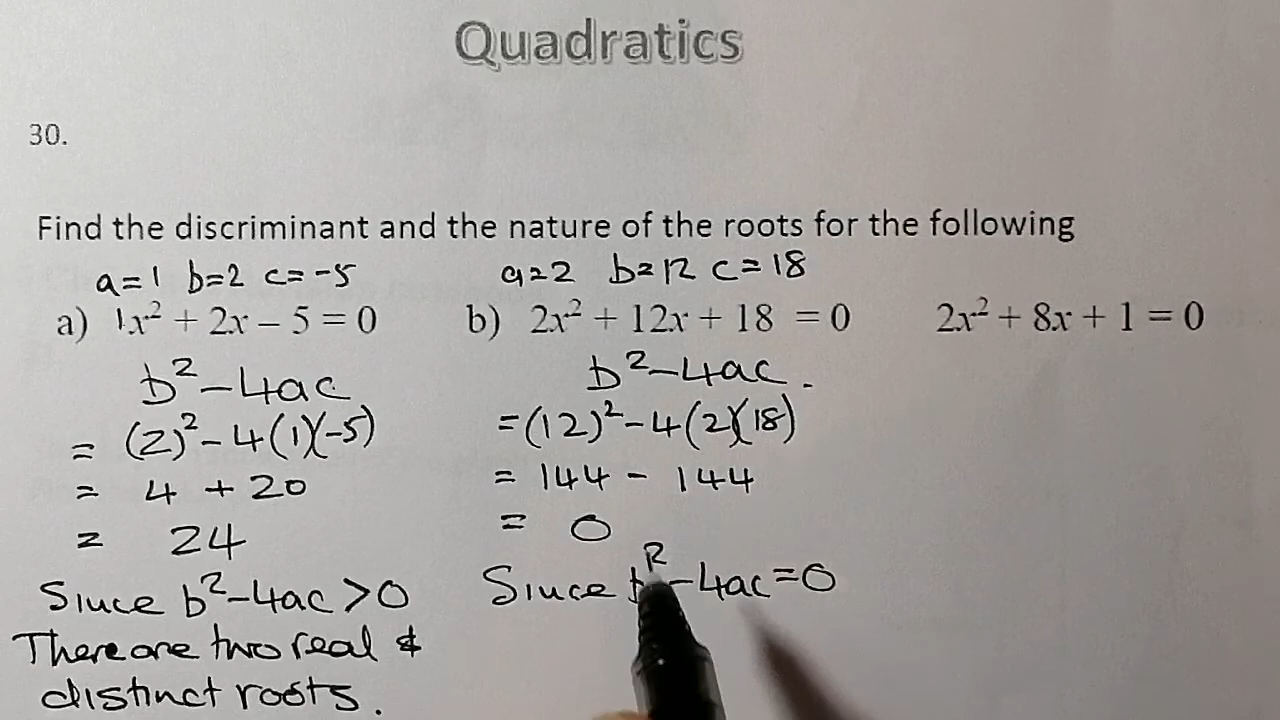 Quadratics
30.
Find the discriminant and the nature of the roots for the following
a=1 b=2 c=-5
a) 1x² + 2x – 5 = 0
b²-4ac
= (2)²-4(1)(-5)
= 4 + 20
= 24
Since b²-4ac>0
There are two real &
distinct roots.
a=2 b=12 c=18
b) 2x² + 12x + 18 = 0
b²-4ac.
=(12)²-4(2)(18)
= 144 - 144
= 0
Since b²-4ac=0
2x² + 8x + 1 = 0